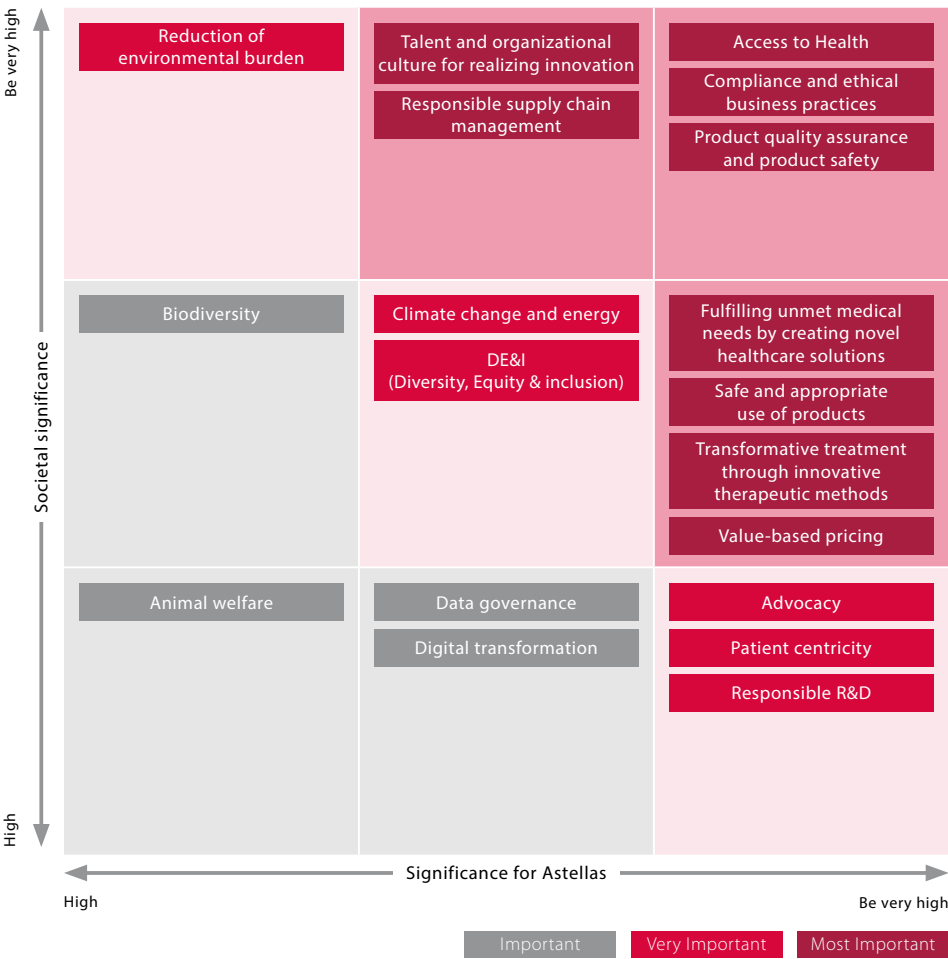 Be very high
Societal significance
High
Reduction of
environmental burden
Talent and organizational
culture for realizing innovation
Responsible supply chain
management
Access to Health
Compliance and ethical
business practices
Product quality assurance
and product safety
Biodiversity
Climate change and energy
DE&I
(Diversity, Equity & inclusion)
Fulfilling unmet medical
needs by creating novel
healthcare solutions
Safe and appropriate
use of products
Transformative treatment
through innovative
therapeutic methods
Value-based pricing
Animal welfare
Data governance
Digital transformation
Advocacy
Patient centricity
Responsible R&D
Significance for Astellas
High
Be very high
Important
Very Important
Most Important